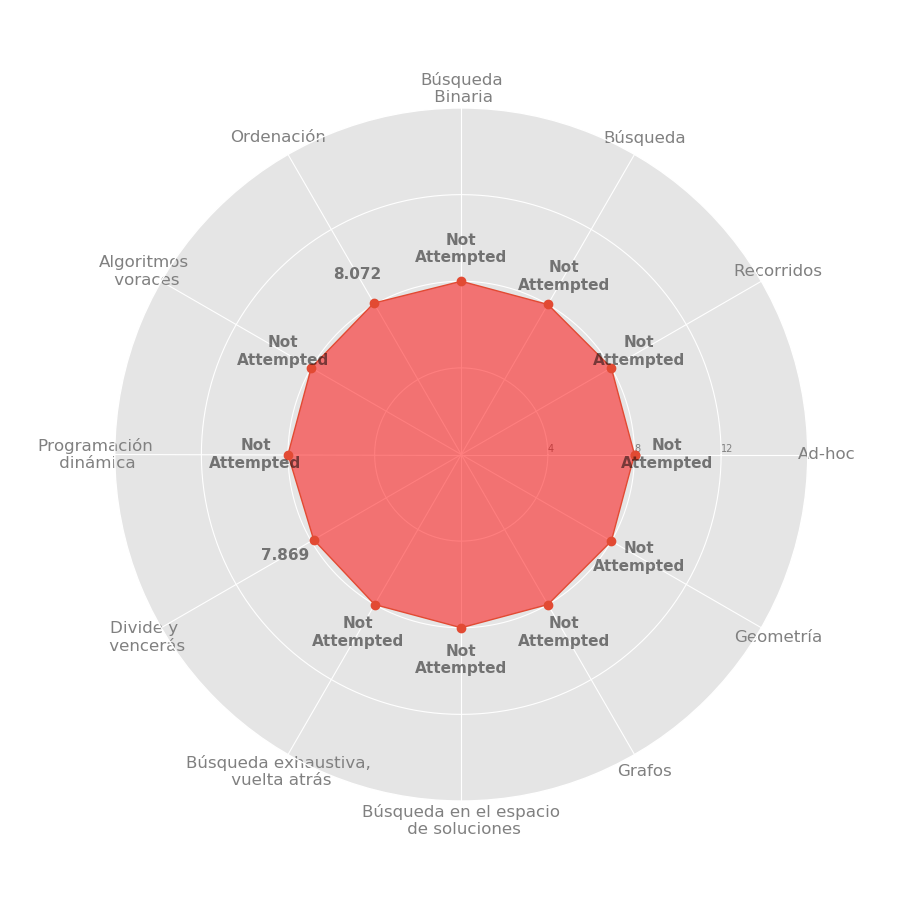 Búsqueda
Binaria
Ordenación
Búsqueda
Algoritmos
voraces
Recorridos
Not
Attempted
8.072
Not
Attempted
Not
Attempted
Not
Attempted
Programación
dinámica
Not
Attempted
4
8
12
Not
Attempted
Ad-hoc
7.869
Not
Attempted
Divide y
vencerás
Not
Attempted
Not
Attempted
Not
Attempted
Geometría
Búsqueda exhaustiva,
vuelta atrás
Grafos
Búsqueda en el espacio
de soluciones